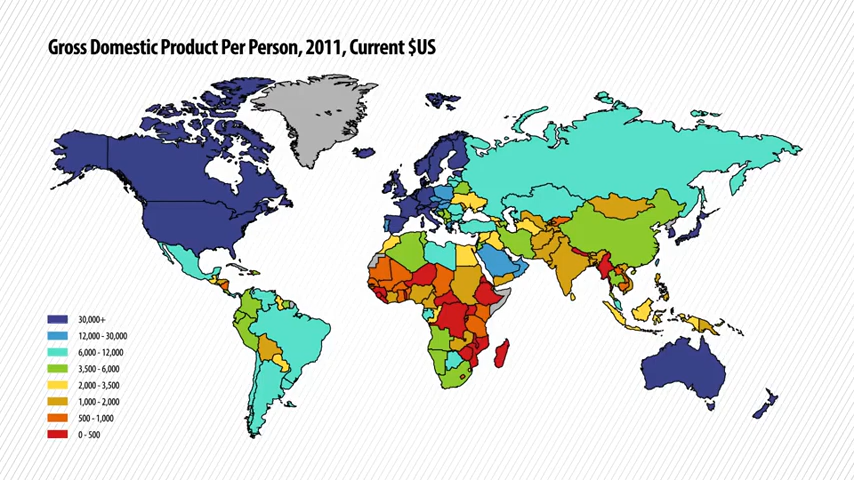 Gross Domestic Product Per Person, 2011, Current $US
30,000+
12,000 - 30,000
6,000 - 12,000
3,500 - 6,000
2,000 - 3,500
1,000 - 2,000
500 - 1,000
0 - 500